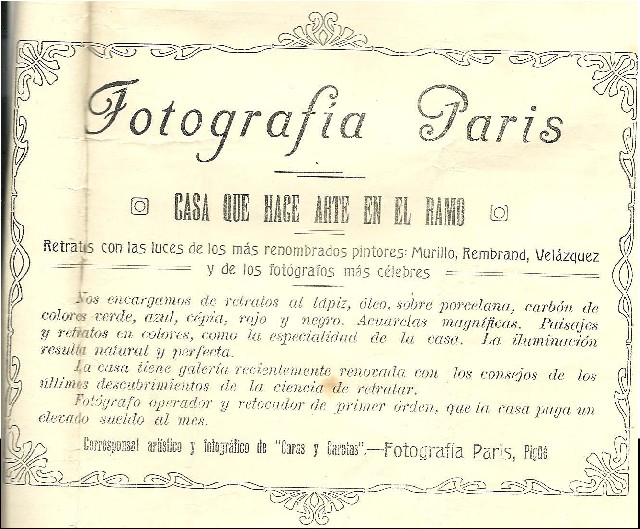 Fotografía Paris
CASA QUE HACE ARTE EN EL RAMO
Retratos con las luces de los más renombrados pintores: Murillo, Rembrand, Velázquez
y de los fotógrafos más célebres
Nos encargamos de retratos al lápiz, óleo, sobre porcelana, carbón de
colores verde, azul, cépia, rojo y negro. Acuarelas magníficas. Paisajes
y retratos en colores, como la especialidad de la casa. La iluminación
resulta natural y perfecta.
La casa tiene galería recientemente renovada con los consejos de los
últimos descubrimientos de la ciencia de retratar.
Fotógrafo operador y retocador de primer órden, que la casa paga un
elevado sueldo al mes.
Corresponsal artístico y fotográfico de "Caras y Caretas".—Fotografía Paris, Pigüé